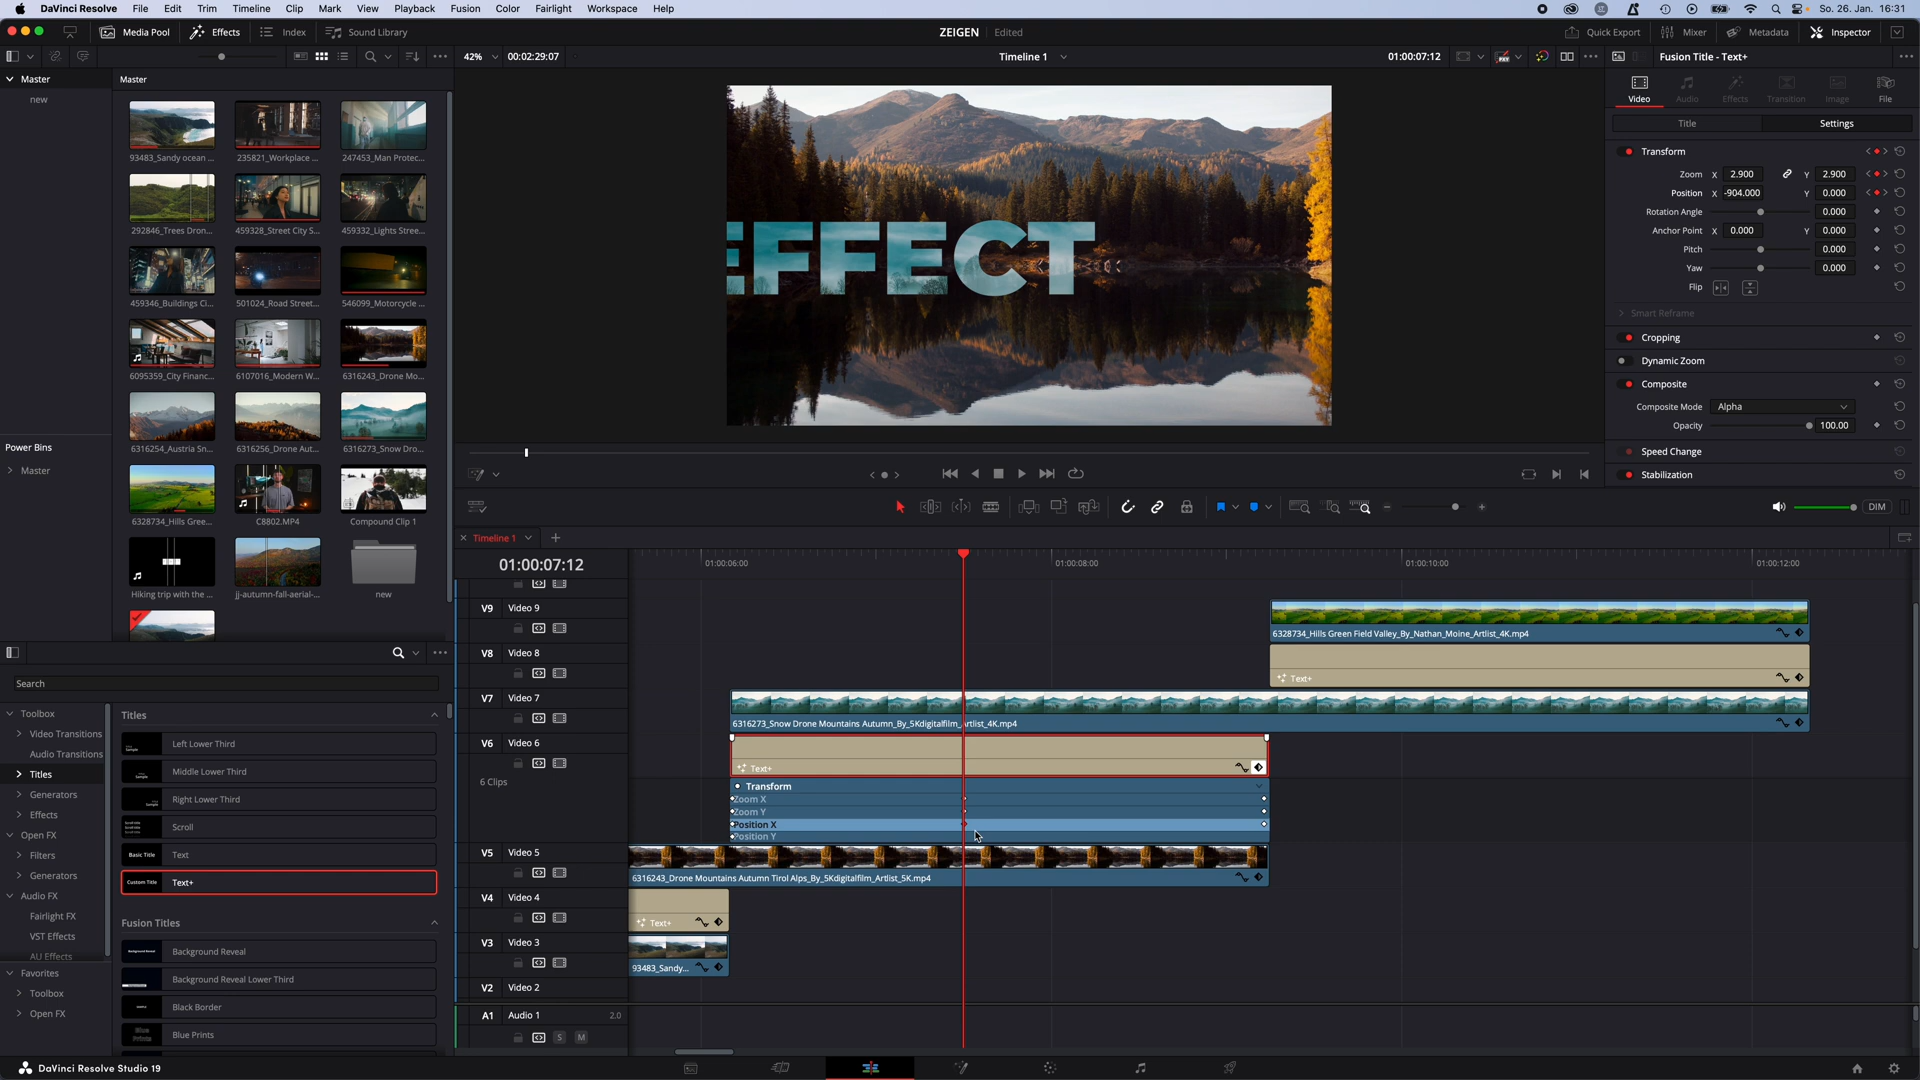 DaVinci Resolve File Edit Trim Timeline Clip Mark View Playback Fusion Color Fairlight Workspace Help So. 26. Jan. 16:31
Media Pool Effects Index Sound Library ZEIGEN Edited Quick Export Mixer Metadata Inspector
42% 00:02:29:07 Timeline 1 01:00:07:12 Fusion Title - Text+
Master
new
Master
93483_Sandy ocean ... 235821_Workplace ... 247453_Man Protec...
292846_Trees Dron... 459328_Street City S... 459332_Lights Stree...
459346_Buildings Ci... 501024_Road Street... 546099_Motorcycle ...
6095359_City Financ... 6107016_Modern W... 6316243_Drone Mo...
6316254_Austria Sn... 6316256_Drone Aut... 6316273_Snow Dro...
6328734_Hills Gree... C8802.MP4 Compound Clip 1
Hiking trip with the ... jj-autumn-fall-aerial-... new
Power Bins
Master
EFFECT
Video Audio Effects Transition Image File
Title Settings
Transform
Zoom X 2.900 Y 2.900
Position X -904.000 Y 0.000
Rotation Angle 0.000
Anchor Point X 0.000 Y 0.000
Pitch 0.000
Yaw 0.000
Flip
Smart Reframe
Cropping
Dynamic Zoom
Composite
Composite Mode Alpha
Opacity 100.00
Speed Change
Stabilization
DIM
Timeline 1
01:00:07:12 01:00:06:00 01:00:08:00 01:00:10:00 01:00:12:00
V9 Video 9
6328734_Hills Green Field Valley_By_Nathan_Moine_Artlist_4K.mp4
V8 Video 8
Text+
V7 Video 7
6316273_Snow Drone Mountains Autumn_By_5Kdigitalfilm_Artlist_4K.mp4
V6 Video 6
Text+
6 Clips
Transform
Zoom X
Zoom Y
Position X
Position Y
V5 Video 5
6316243_Drone Mountains Autumn Tirol Alps_By_5Kdigitalfilm_Artlist_5K.mp4
V4 Video 4
Text+
V3 Video 3
93483_Sandy...
V2 Video 2
A1 Audio 1 2.0
S M
Search
Toolbox
Video Transitions
Audio Transitions
Titles
Generators
Effects
Open FX
Filters
Generators
Audio FX
Fairlight FX
VST Effects
AU Effects
Favorites
Toolbox
Open FX
Titles
Left Lower Third
Middle Lower Third
Right Lower Third
Scroll
Basic Title Text
Custom Title Text+
Fusion Titles
Background Reveal
Background Reveal Lower Third
Black Border
Blue Prints Blue Prints
DaVinci Resolve Studio 19